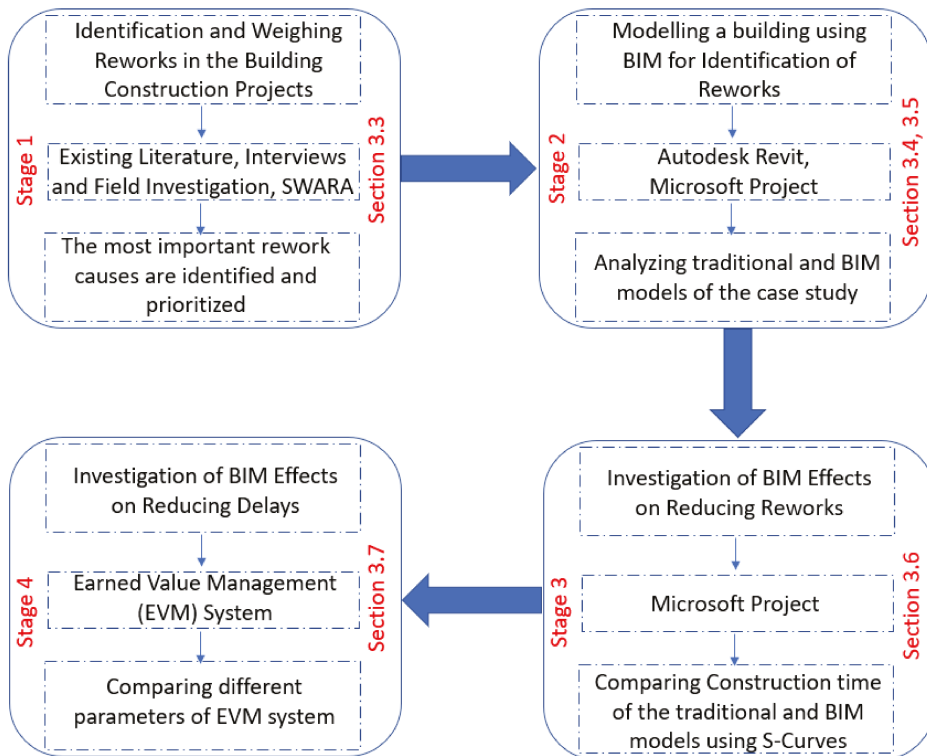 Stage 1
Identification and Weighing
Reworks in the Building
Construction Projects
Existing Literature, Interviews
and Field Investigation, SWARA
The most important rework
causes are identified and
prioritized
Section 3.3
Stage 2
Modelling a building using
BIM for Identification of
Reworks
Autodesk Revit,
Microsoft Project
Analyzing traditional and BIM
models of the case study
Section 3.4, 3.5
Stage 3
Investigation of BIM Effects
on Reducing Reworks
Microsoft Project
Comparing Construction time
of the traditional and BIM
models using S-Curves
Section 3.6
Stage 4
Investigation of BIM Effects
on Reducing Delays
Earned Value Management
(EVM) System
Comparing different
parameters of EVM system
Section 3.7